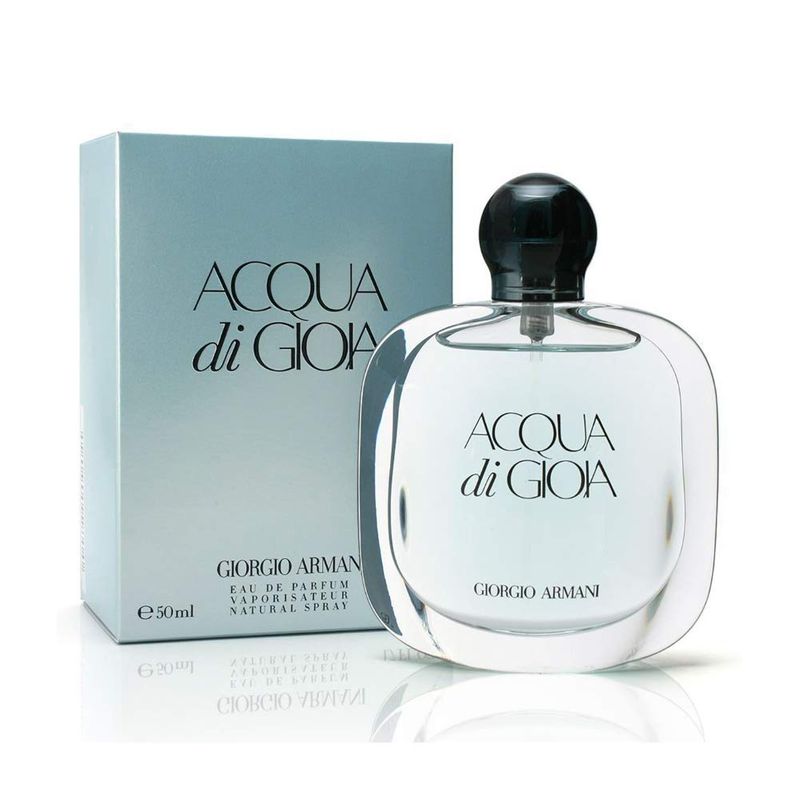 ACQUA
di GIOIA
GIORGIO ARMANI
EAU DE PARFUM
VAPORISATEUR
NATURAL SPRAY
℮50ml
ACQUA
di GIOIA
GIORGIO ARMANI